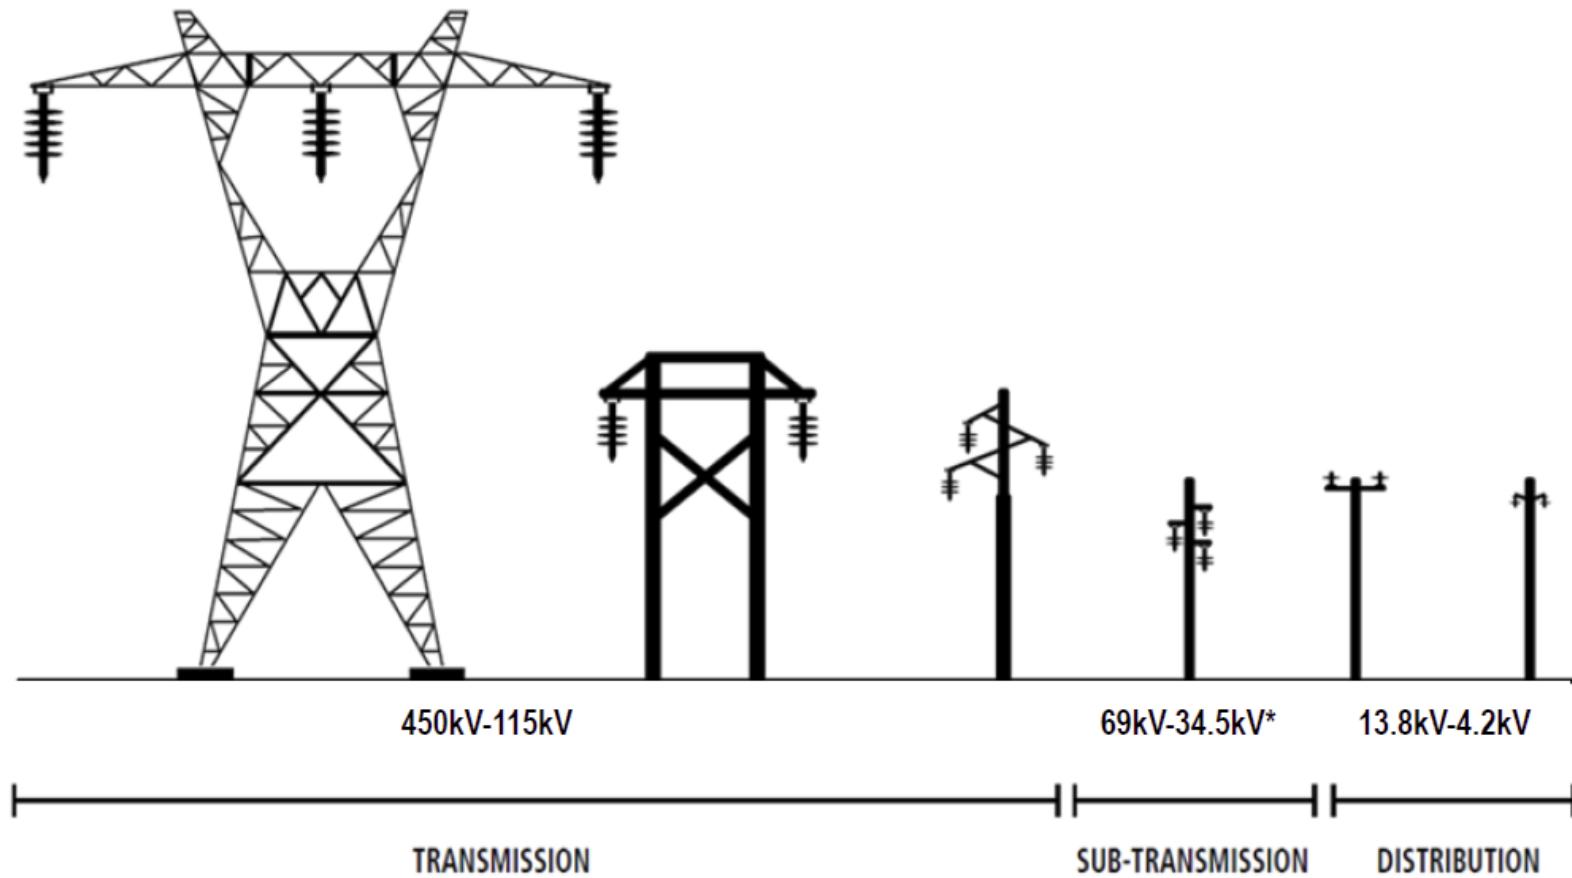 450kV-115kV
69kV-34.5kV*
13.8kV-4.2kV
TRANSMISSION
SUB-TRANSMISSION
DISTRIBUTION